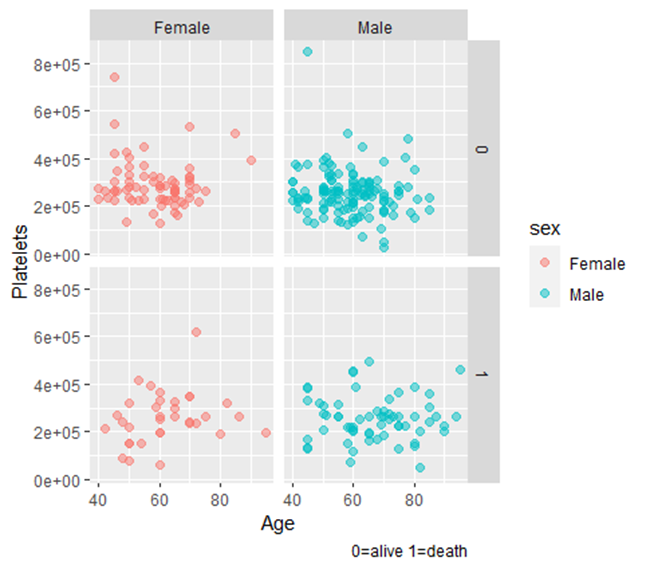 Female Male
8e+05
6e+05
4e+05
2e+05
0e+00
0
Platelets
8e+05
6e+05
4e+05
2e+05
0e+00
1
40 60 80 40 60 80
Age
0=alive 1=death
sex
Female
Male